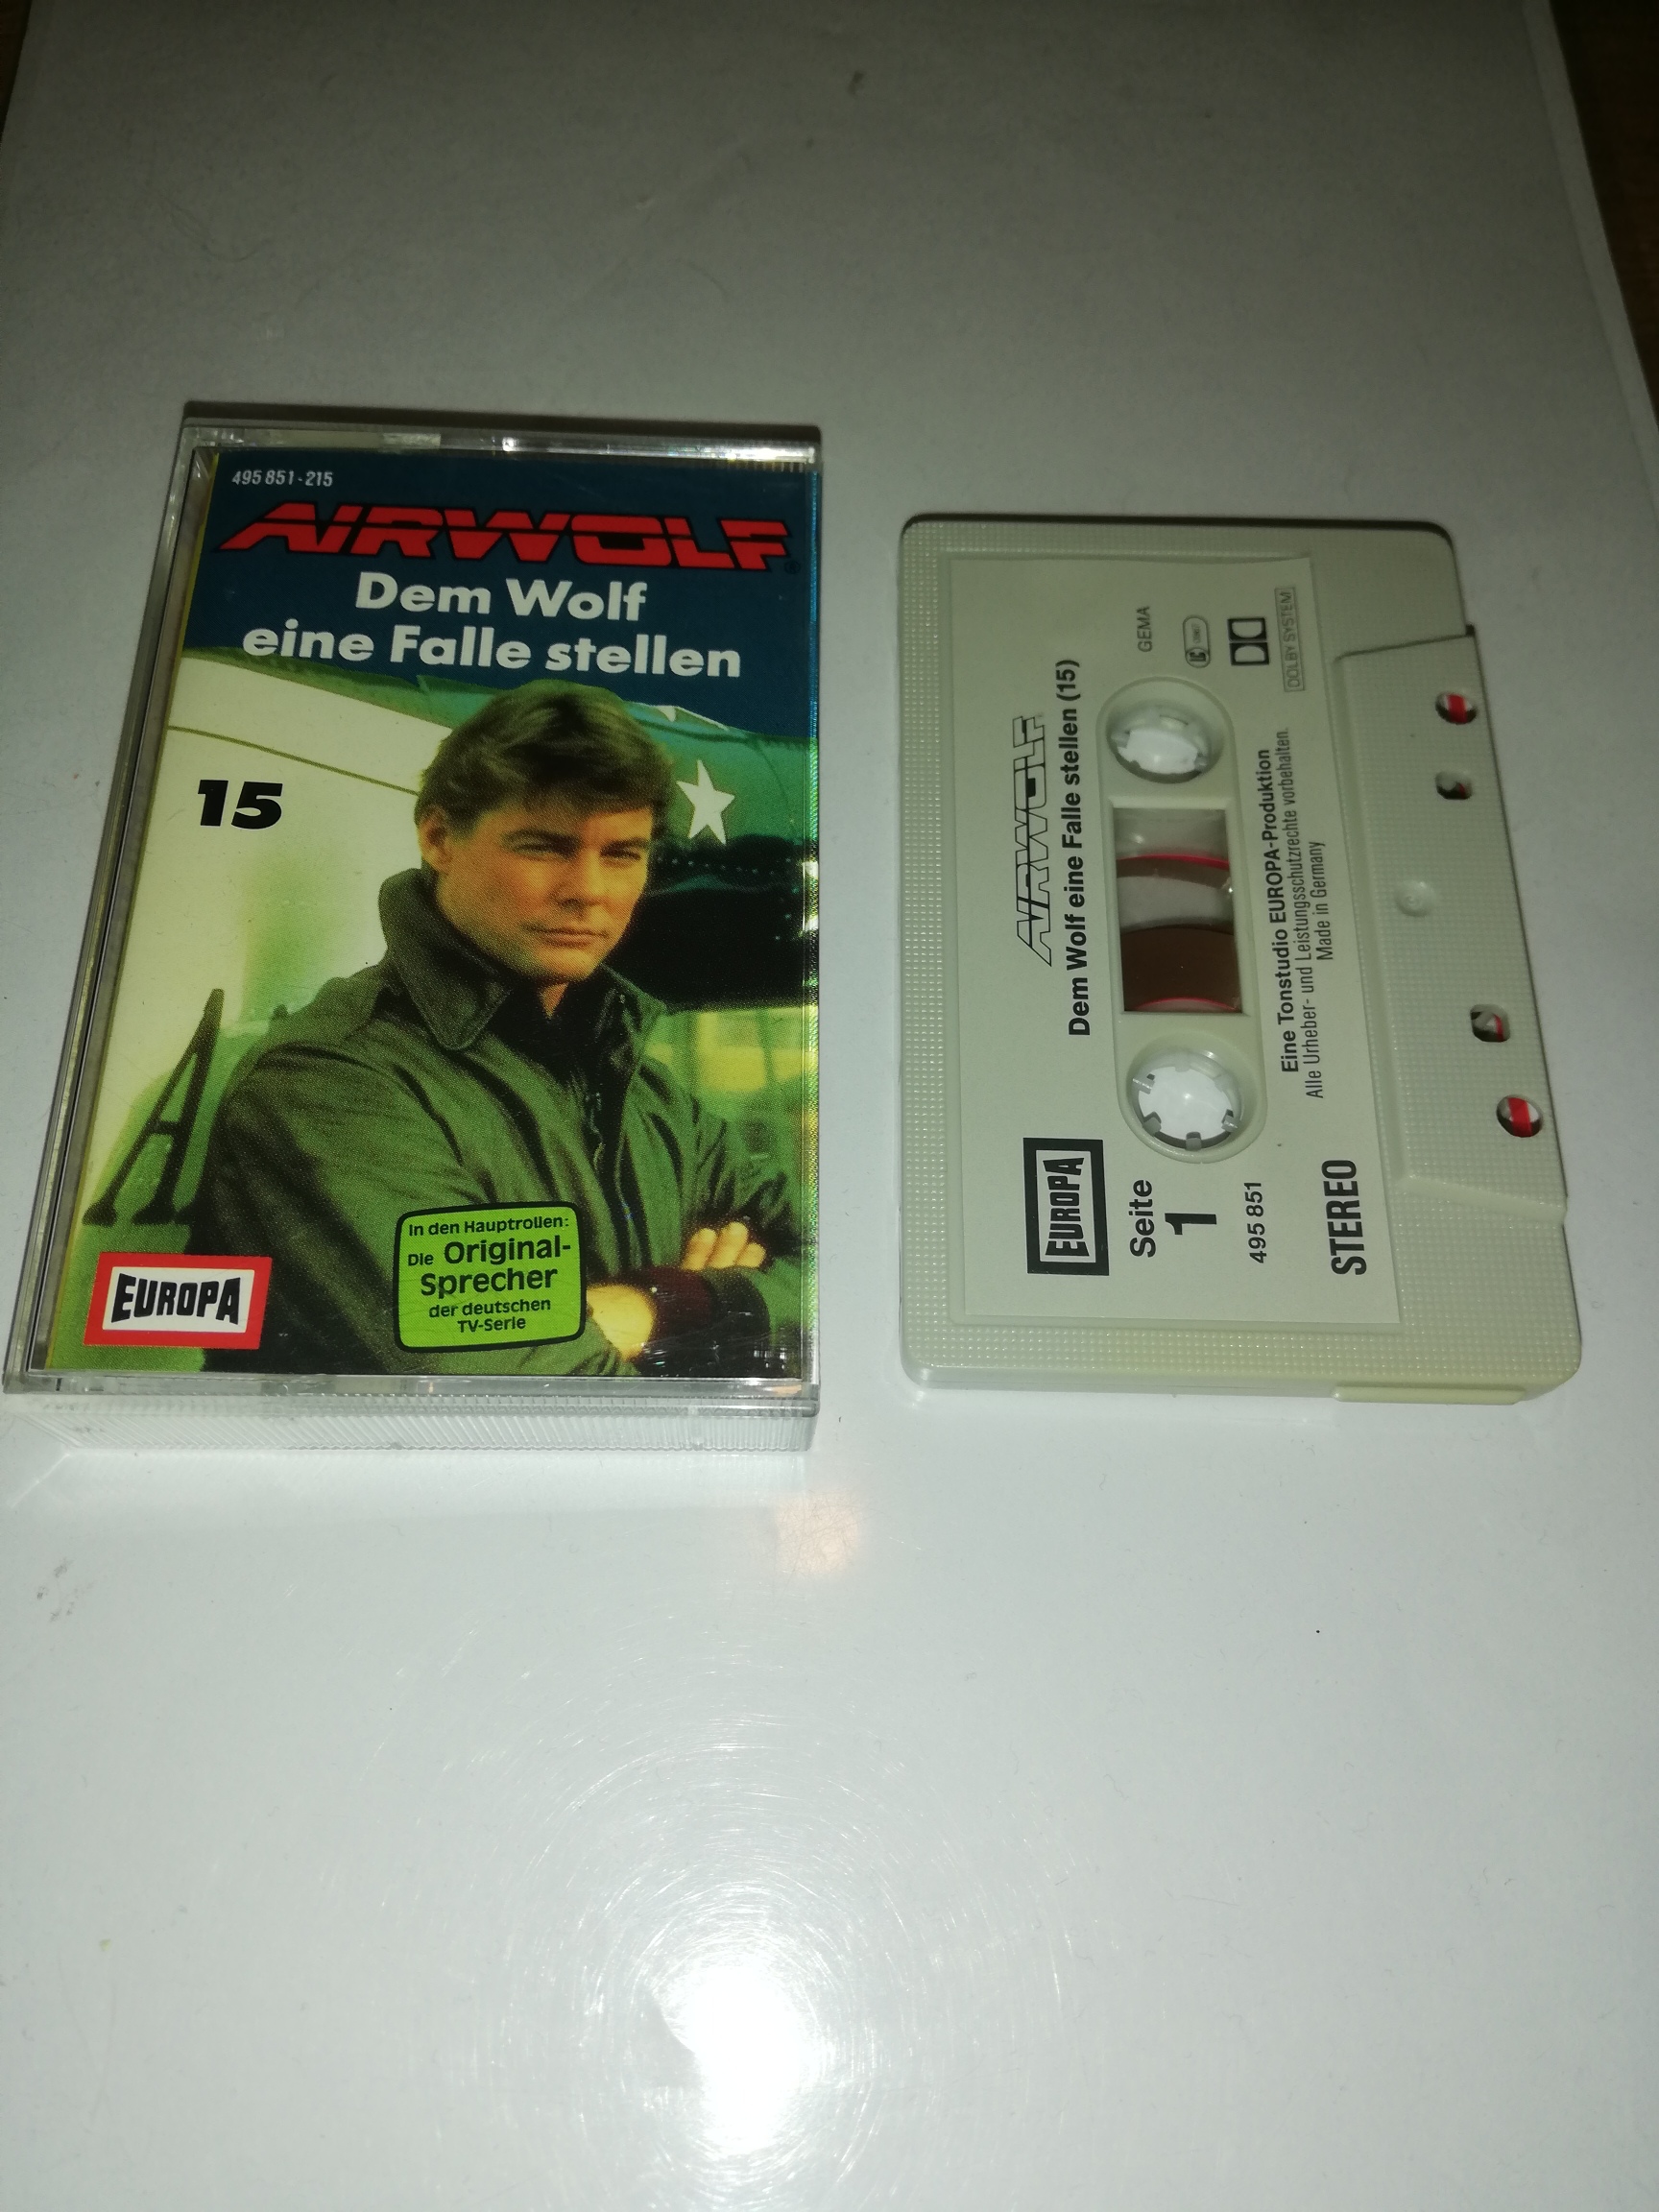 495 851-215
AIRWOLF®
Dem Wolf
eine Falle stellen
15
A
In den Hauptrollen:
Die Original-
Sprecher
der deutschen
TV-Serie
EUROPA
AIRWOLF
Dem Wolf eine Falle stellen (15)
EUROPA
Seite
1
495 851
STEREO
GEMA
LC
DOLBY SYSTEM
Eine Tonstudio EUROPA-Produktion
Alle Urheber- und Leistungsschutzrechte vorbehalten.
Made in Germany